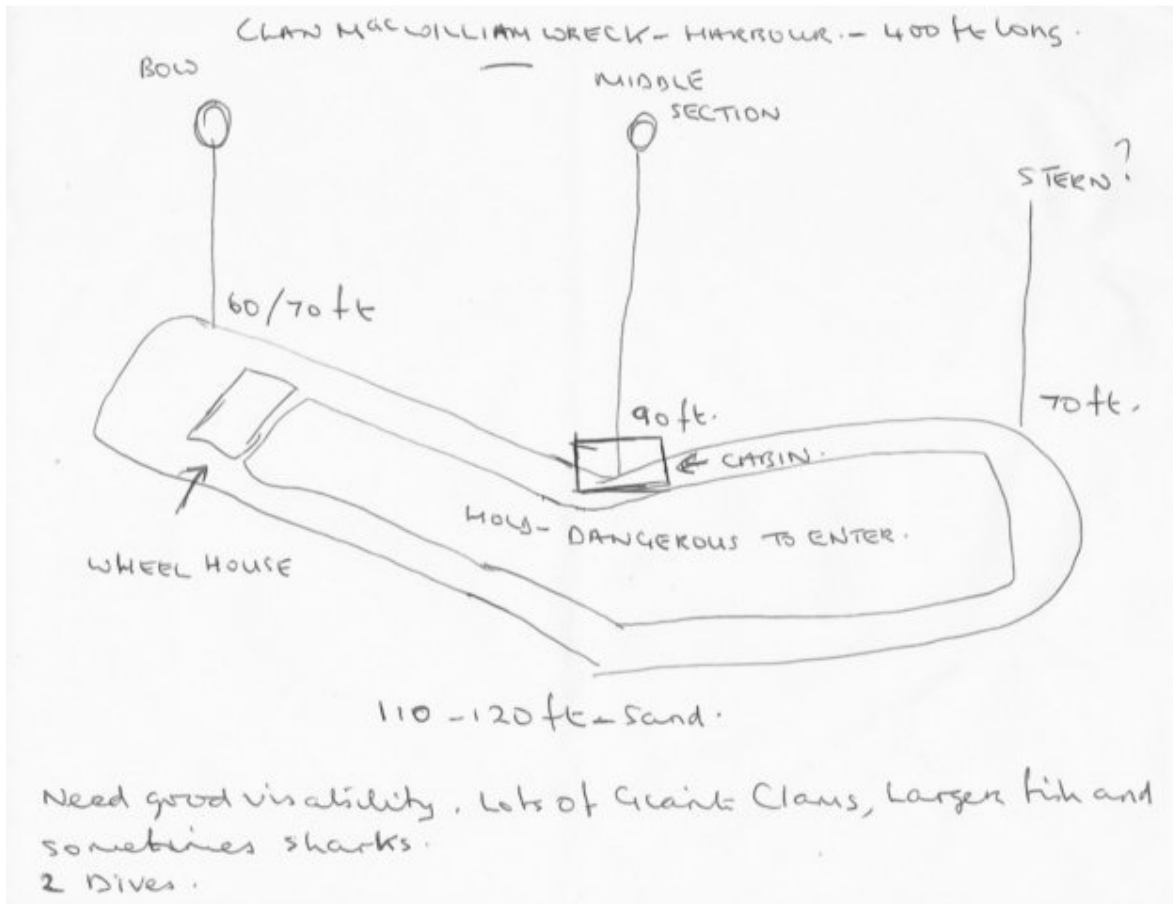 CLAN MacWILLIAM WRECK - HARBOUR. - 400 ft long.
BOW
MIDDLE
SECTION
STERN?
60/70 ft
90 ft.
70 ft.
← CABIN.
HOLD - DANGEROUS TO ENTER.
WHEEL HOUSE
110 - 120 ft - Sand.
Need good visability. Lots of Giant Clams, Larger fish and
sometimes sharks.
2 Dives.